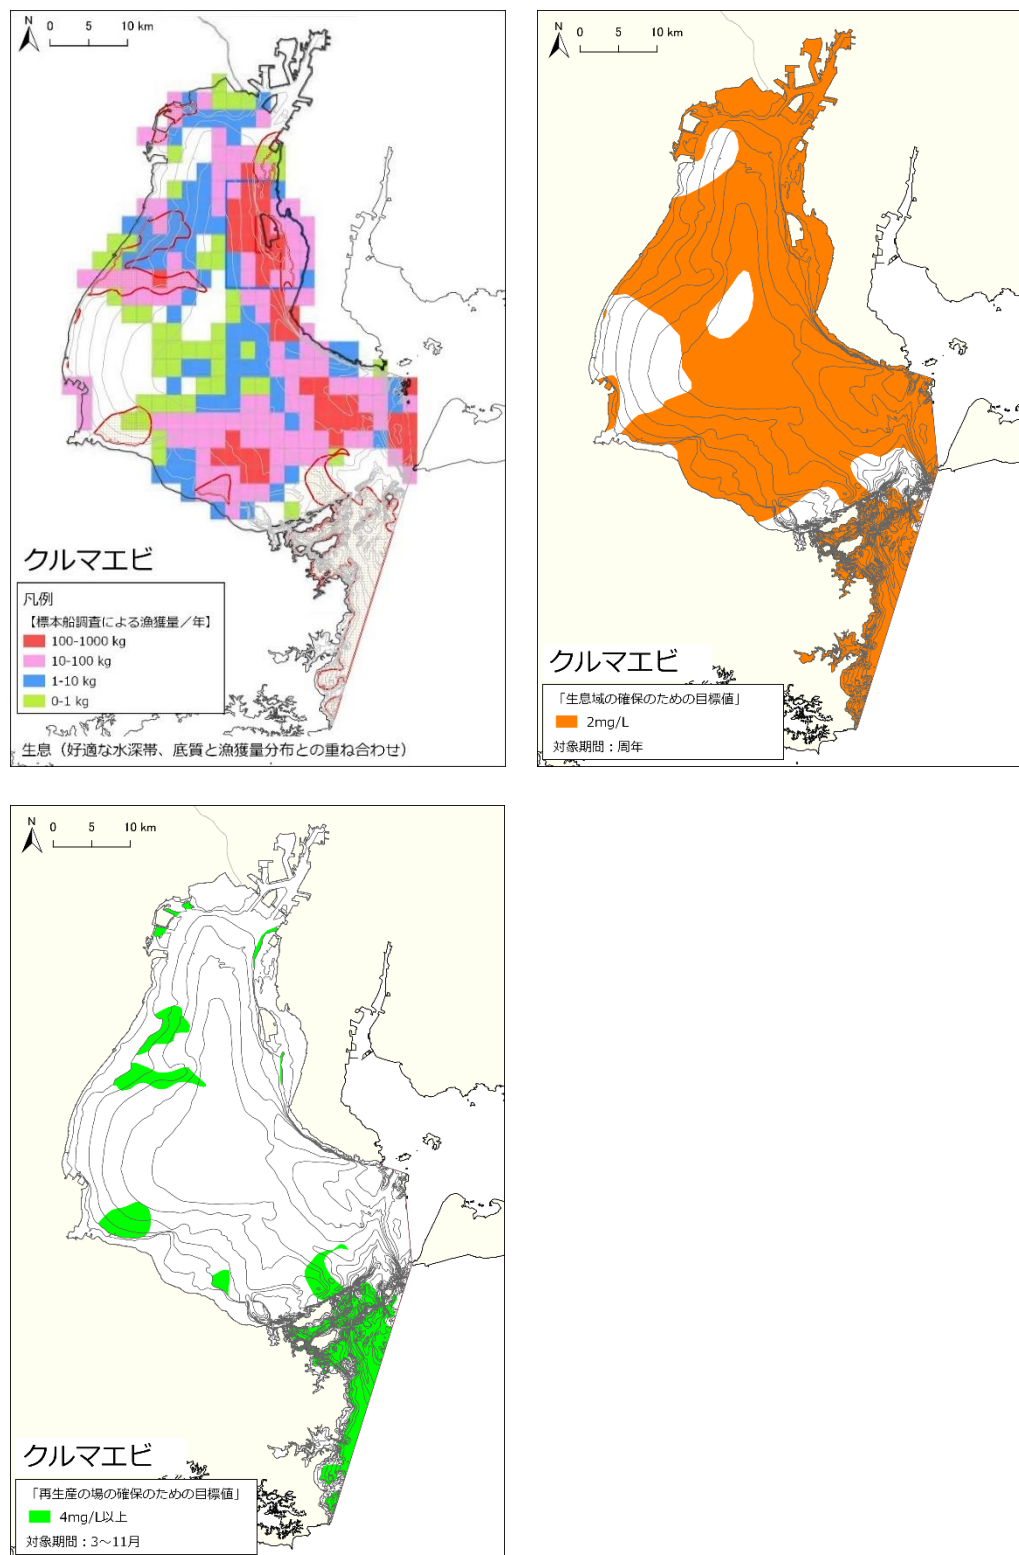 N
0 5 10 km
クルマエビ
凡例
【標本船調査による漁獲量／年】
100-1000 kg
10-100 kg
1-10 kg
0-1 kg
生息（好適な水深帯、底質と漁獲量分布との重ね合わせ）
N
0 5 10 km
クルマエビ
「生息域の確保のための目標値」
2mg/L
対象期間：周年
N
0 5 10 km
クルマエビ
「再生産の場の確保のための目標値」
4mg/L以上
対象期間：3～11月